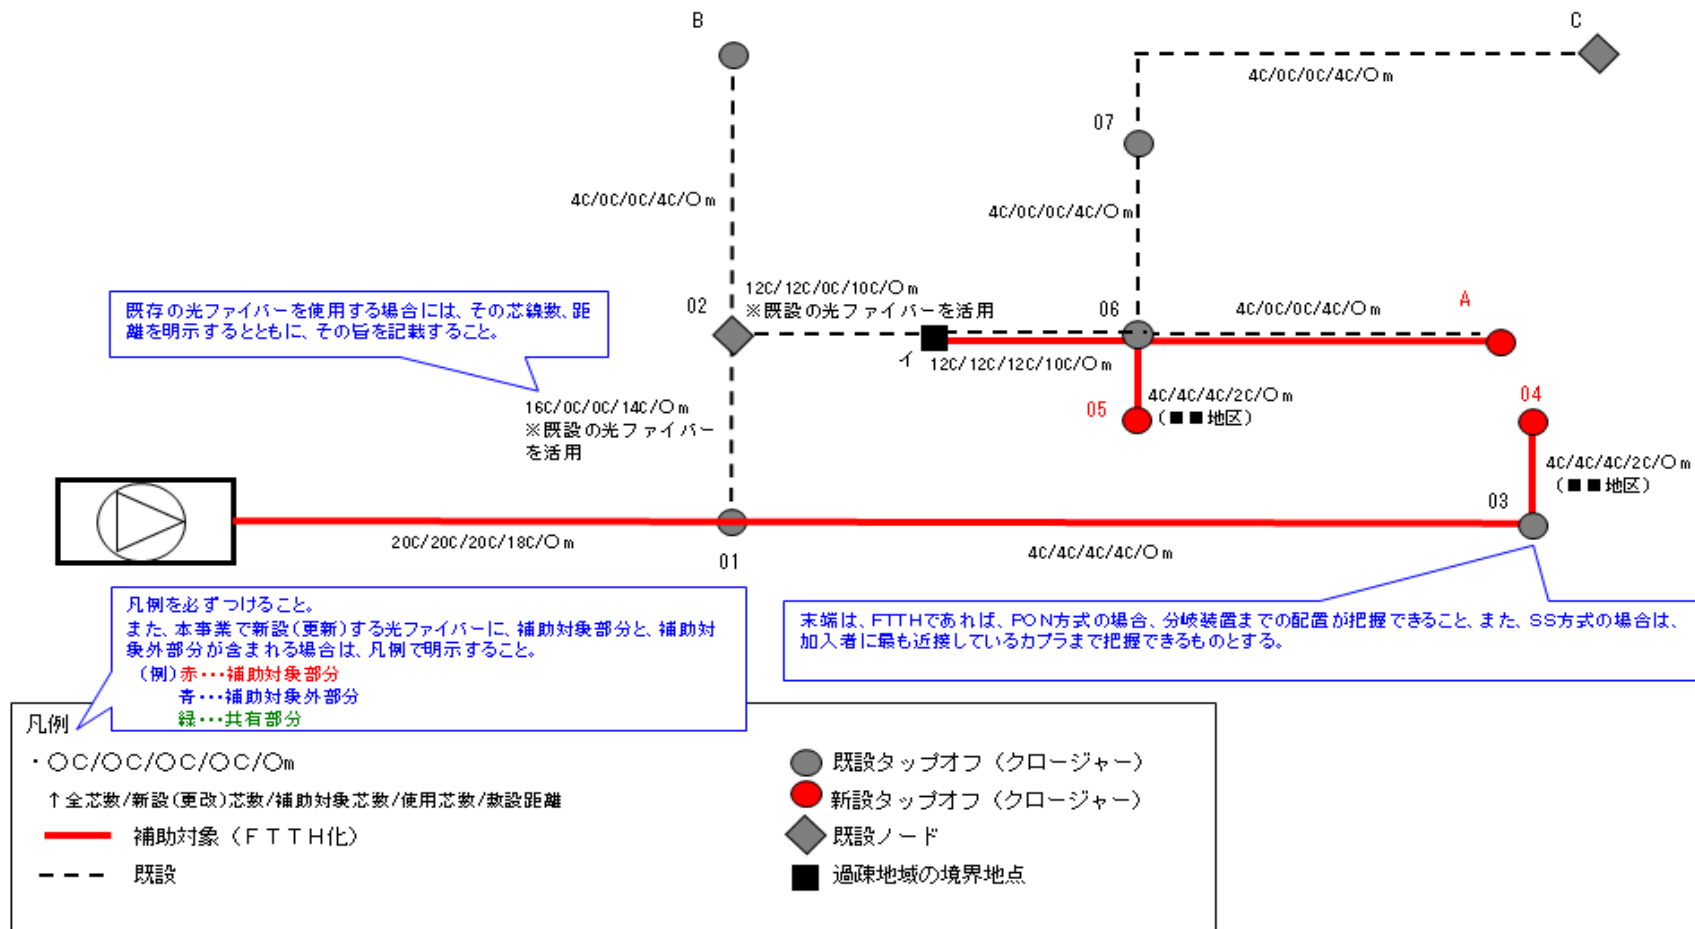 B
C
4C/0C/0C/4C/〇m
07
4C/0C/0C/4C/〇m
4C/0C/0C/4C/〇m
既存の光ファイバーを使用する場合には、その芯線数、距
離を明示するとともに、その旨を記載すること。
02
12C/12C/0C/10C/〇m
※既設の光ファイバーを活用
06
4C/0C/0C/4C/〇m
A
イ
12C/12C/12C/10C/〇m
16C/0C/0C/14C/〇m
※既設の光ファイバー
を活用
05
4C/4C/4C/2C/〇m
(■■地区)
04
4C/4C/4C/2C/〇m
(■■地区)
03
20C/20C/20C/18C/〇m
01
4C/4C/4C/4C/〇m
凡例を必ずつけること。
また、本事業で新設(更新)する光ファイバーに、補助対象部分と、補助対
象外部分が含まれる場合は、凡例で明示すること。
(例)赤・・・補助対象部分
青・・・補助対象外部分
緑・・・共有部分
末端は、FTTHであれば、PON方式の場合、分岐装置までの配置が把握できること、また、SS方式の場合は、
加入者に最も近接しているカプラまで把握できるものとする。
凡例
・〇C/〇C/〇C/〇C/〇m
↑全芯数/新設(更改)芯数/補助対象芯数/使用芯数/敷設距離
補助対象（ＦＴＴＨ化）
既設
既設タップオフ（クロージャー）
新設タップオフ（クロージャー）
既設ノード
過疎地域の境界地点